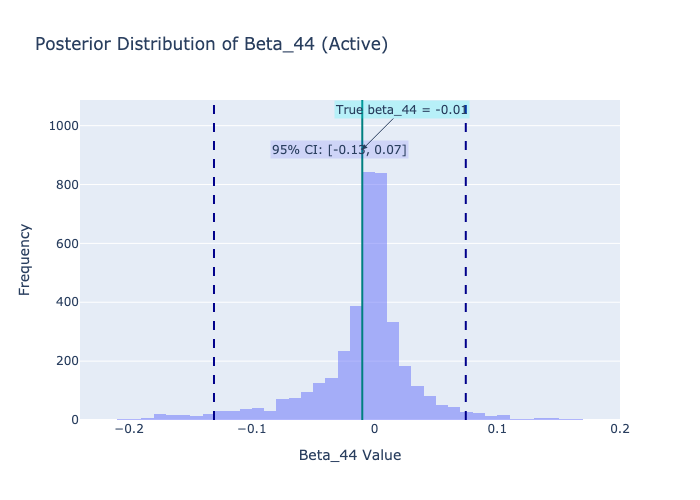 Posterior Distribution of Beta_44 (Active)
True beta_44 = -0.01
95% CI: [-0.13, 0.07]
1000
800
600
400
200
0
Frequency
−0.2
−0.1
0
0.1
0.2
Beta_44 Value